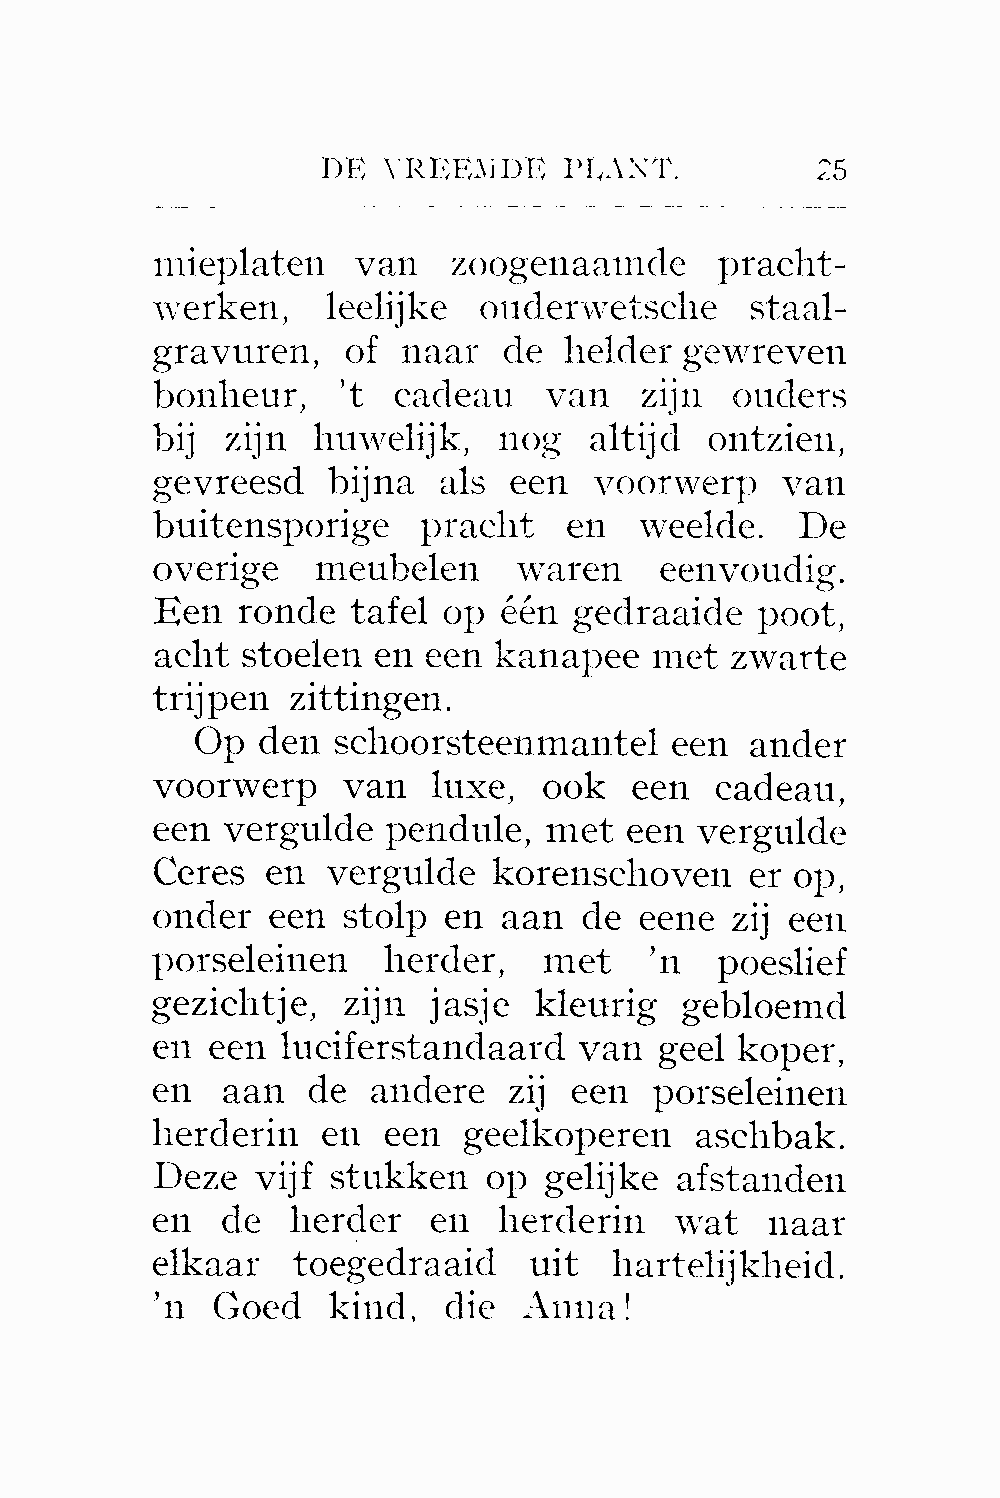 DE VREEMDE PLANT. 25
mieplaten van zoogenaamde pracht-
werken, leelijke ouderwetsche staal-
gravuren, of naar de helder gewreven
bonheur, 't cadeau van zijn ouders
bij zijn huwelijk, nog altijd ontzien,
gevreesd bijna als een voorwerp van
buitensporige pracht en weelde. De
overige meubelen waren eenvoudig.
Een ronde tafel op één gedraaide poot,
acht stoelen en een kanapee met zwarte
trijpen zittingen.
Op den schoorsteenmantel een ander
voorwerp van luxe, ook een cadeau,
een vergulde pendule, met een vergulde
Ceres en vergulde korenschoven er op,
onder een stolp en aan de eene zij een
porseleinen herder, met 'n poeslief
gezichtje, zijn jasje kleurig gebloemd
en een luciferstandaard van geel koper,
en aan de andere zij een porseleinen
herderin en een geelkoperen aschbak.
Deze vijf stukken op gelijke afstanden
en de herder en herderin wat naar
elkaar toegedraaid uit hartelijkheid.
'n Goed kind, die Anna!